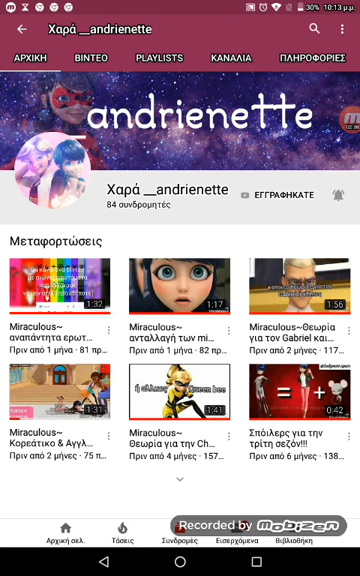 30% 10:13 μ.μ.
Χαρά __andrienette
ΑΡΧΙΚΗ ΒΙΝΤΕΟ PLAYLISTS ΚΑΝΑΛΙΑ ΠΛΗΡΟΦΟΡΙΕΣ
andrienette
Χαρά __andrienette
84 συνδρομητές
ΕΓΓΡΑΦΗΚΑΤΕ
Μεταφορτώσεις
1:32
1:17
1:56
Miraculous~
αναπάντητα ερωτ...
Πριν από 1 μήνα · 81 πρ...
Miraculous~
ανταλλαγή των mi...
Πριν από 1 μήνα · 82 πρ...
Miraculous~Θεωρία
για τον Gabriel και...
Πριν από 2 μήνες · 117...
1:31
ή αλλιώς Queen bee
1:41
= +
0:42
Miraculous~
Κορεάτικο & Αγγλ...
Πριν από 2 μήνες · 75 π...
Miraculous~
Θεωρία για την Ch...
Πριν από 4 μήνες · 157...
Σπόιλερς για την
τρίτη σεζόν!!!
Πριν από 6 μήνες · 138...
Recorded by Mobizen
Αρχική σελ. Τάσεις Συνδρομές Εισερχόμενα Βιβλιοθήκη